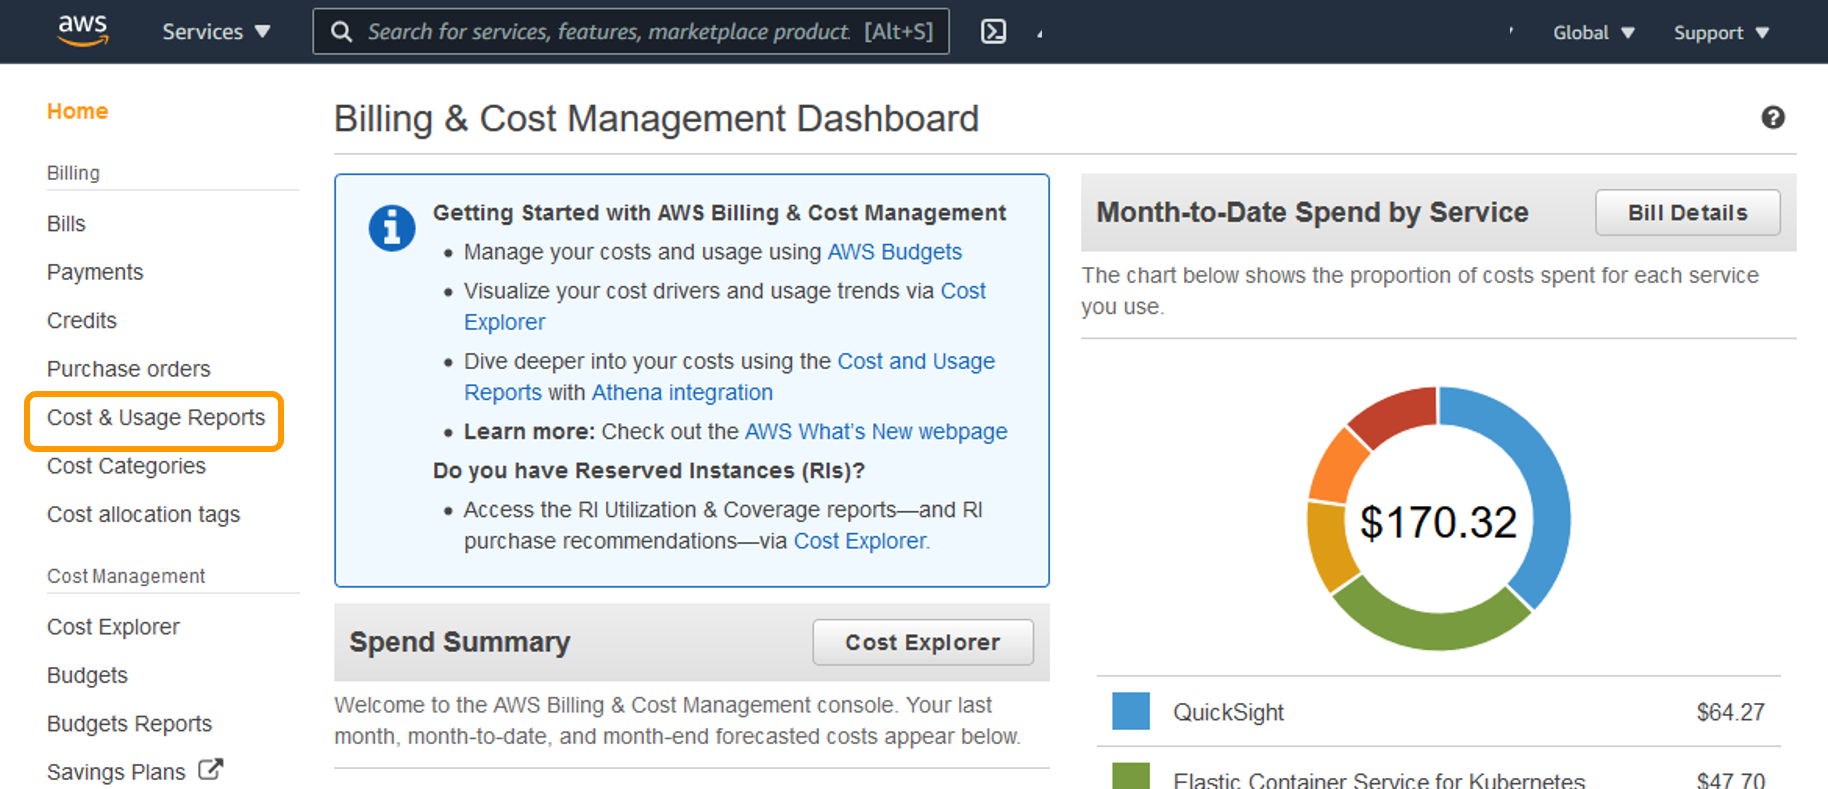 aws
Services
Search for services, features, marketplace product. [Alt+S]
Global
Support
Home
Billing
Bills
Payments
Credits
Purchase orders
Cost & Usage Reports
Cost Categories
Cost allocation tags
Cost Management
Cost Explorer
Budgets
Budgets Reports
Savings Plans
Billing & Cost Management Dashboard
Getting Started with AWS Billing & Cost Management
• Manage your costs and usage using AWS Budgets
• Visualize your cost drivers and usage trends via Cost
Explorer
• Dive deeper into your costs using the Cost and Usage
Reports with Athena integration
• Learn more: Check out the AWS What's New webpage
Do you have Reserved Instances (RIs)?
• Access the RI Utilization & Coverage reports—and RI
purchase recommendations—via Cost Explorer.
Spend Summary
Cost Explorer
Welcome to the AWS Billing & Cost Management console. Your last
month, month-to-date, and month-end forecasted costs appear below.
Month-to-Date Spend by Service
Bill Details
The chart below shows the proportion of costs spent for each service
you use.
$170.32
QuickSight $64.27
Elastic Container Service for Kubernetes $47.70